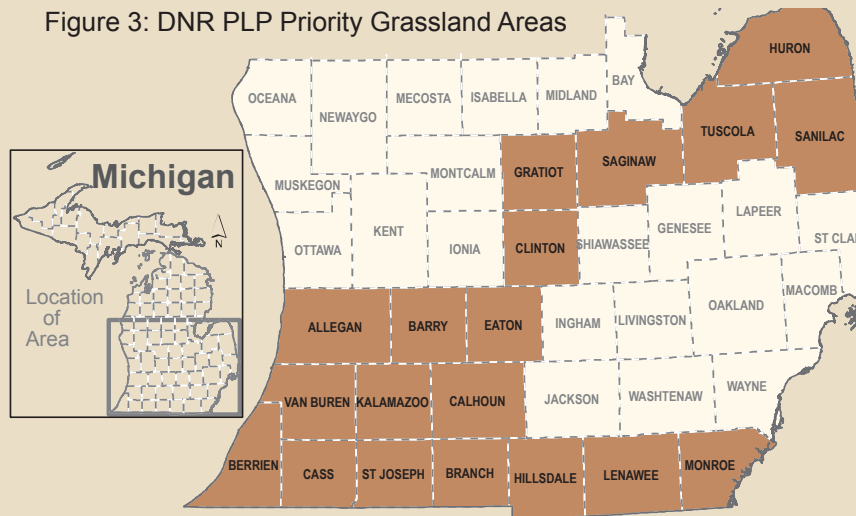 Figure 3: DNR PLP Priority Grassland Areas
HURON
BAY
OCEANA
NEWAYGO
MECOSTA
ISABELLA
MIDLAND
TUSCOLA
SANILAC
Michigan
N
Location
of
Area
MUSKEGON
MONTCALM
GRATIOT
SAGINAW
LAPEER
GENESEE
KENT
OTTAWA
IONIA
CLINTON
SHIAWASSEE
ST CLAI
MACOMB
OAKLAND
ALLEGAN
BARRY
EATON
INGHAM
LIVINGSTON
VAN BUREN
KALAMAZOO
CALHOUN
JACKSON
WASHTENAW
WAYNE
BERRIEN
CASS
ST JOSEPH
BRANCH
HILLSDALE
LENAWEE
MONROE